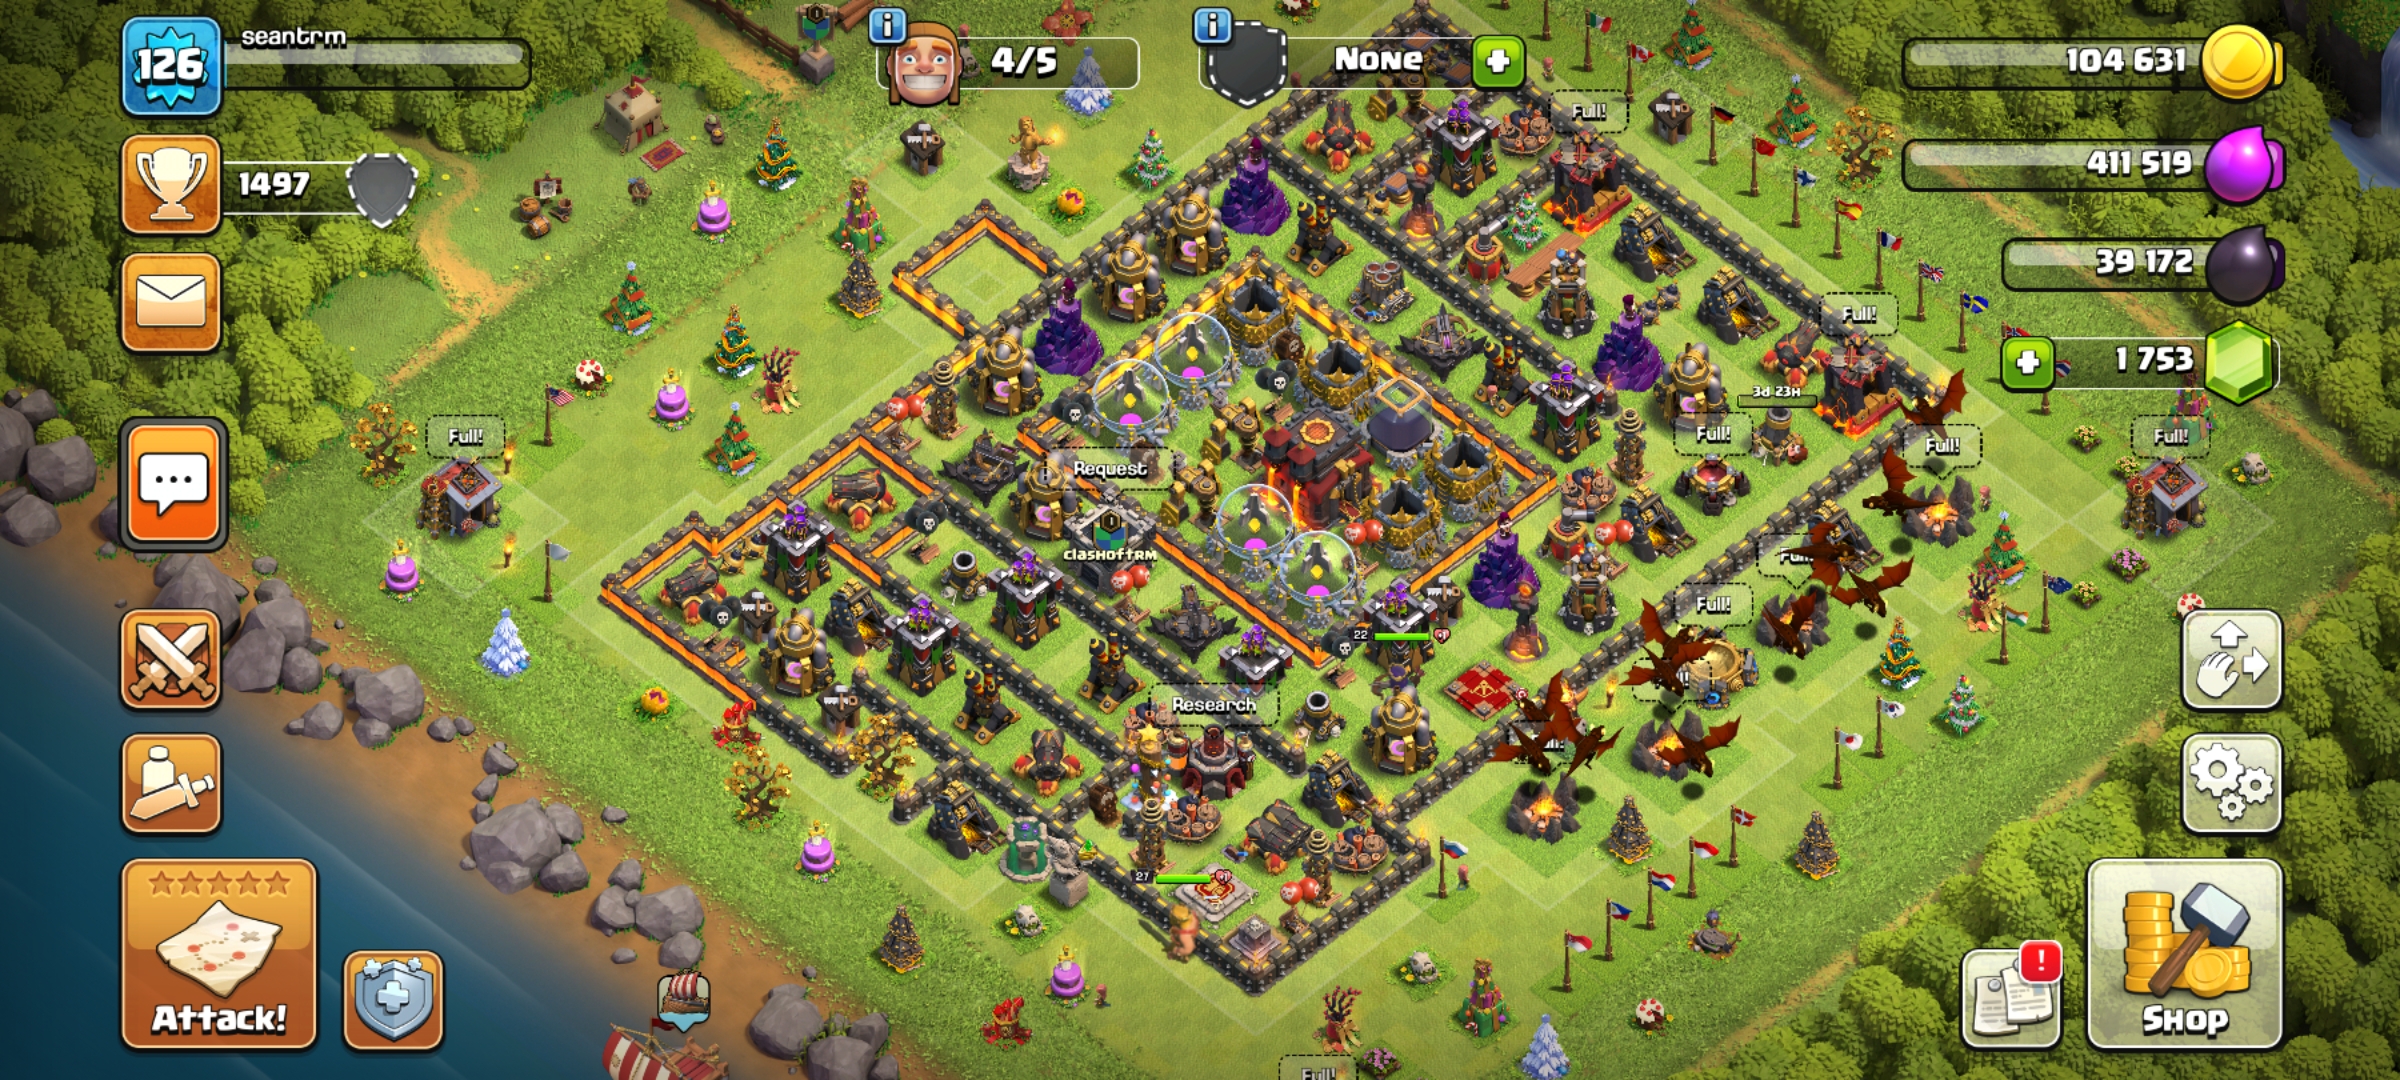 126
seantrm
4/5
None
104 631
1497
411 519
39 172
1 753
Full!
Full!
3d 23H
Full!
Full!
Full!
Full!
Request
clashoftrm
Full!
22
Research
27
Attack!
!
Shop
Full!